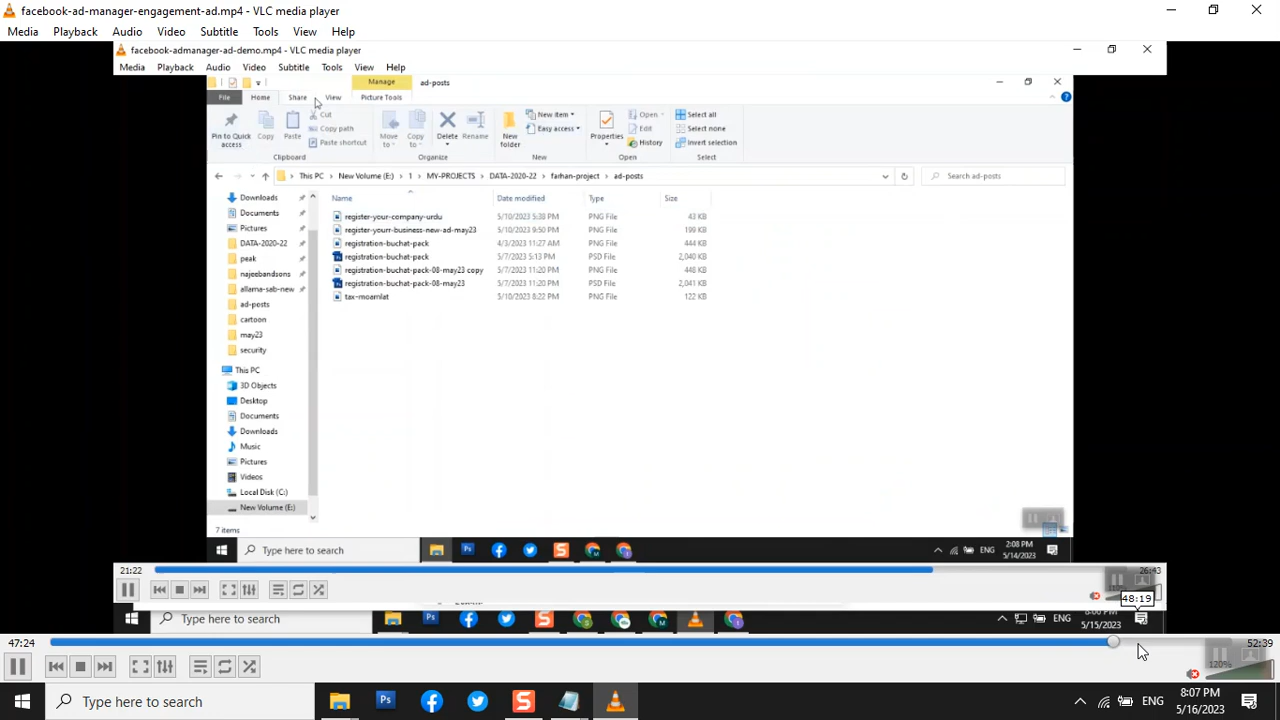 facebook-ad-manager-engagement-ad.mp4 - VLC media player
Media Playback Audio Video Subtitle Tools View Help
facebook-admanager-ad-demo.mp4 - VLC media player
Media Playback Audio Video Subtitle Tools View Help
Manage ad-posts
File Home Share View Picture Tools
Pin to Quick access
Copy
Paste
Cut
Copy path
Paste shortcut
Move to
Copy to
Delete
Rename
New folder
New item
Easy access
Properties
Open
Edit
History
Select all
Select none
Invert selection
Clipboard Organize New Open Select
This PC > New Volume (E:) > 1 > MY-PROJECTS > DATA-2020-22 > farhan-project > ad-posts
Search ad-posts
Downloads
Documents
Pictures
DATA-2020-22
peak
najeebandsons
allama-sab-new
ad-posts
cartoon
may23
security
This PC
3D Objects
Desktop
Documents
Downloads
Music
Pictures
Videos
Local Disk (C:)
New Volume (E:)
Name Date modified Type Size
register-your-company-urdu 5/10/2023 5:38 PM PNG File 43 KB
register-yourr-business-new-ad-may23 5/10/2023 9:50 PM PNG File 199 KB
registration-buchat-pack 4/3/2023 11:27 AM PNG File 444 KB
registration-buchat-pack 5/7/2023 5:13 PM PSD File 2,040 KB
registration-buchat-pack-08-may23 copy 5/7/2023 11:20 PM PNG File 448 KB
registration-buchat-pack-08-may23 5/7/2023 11:20 PM PSD File 2,041 KB
tax-moamlat 5/10/2023 8:22 PM PNG File 122 KB
7 items
Type here to search
ENG
2:08 PM
5/14/2023
21:22 26:43
48:19
Type here to search
ENG
5/15/2023
47:24 52:39
120%
Type here to search
ENG
8:07 PM
5/16/2023